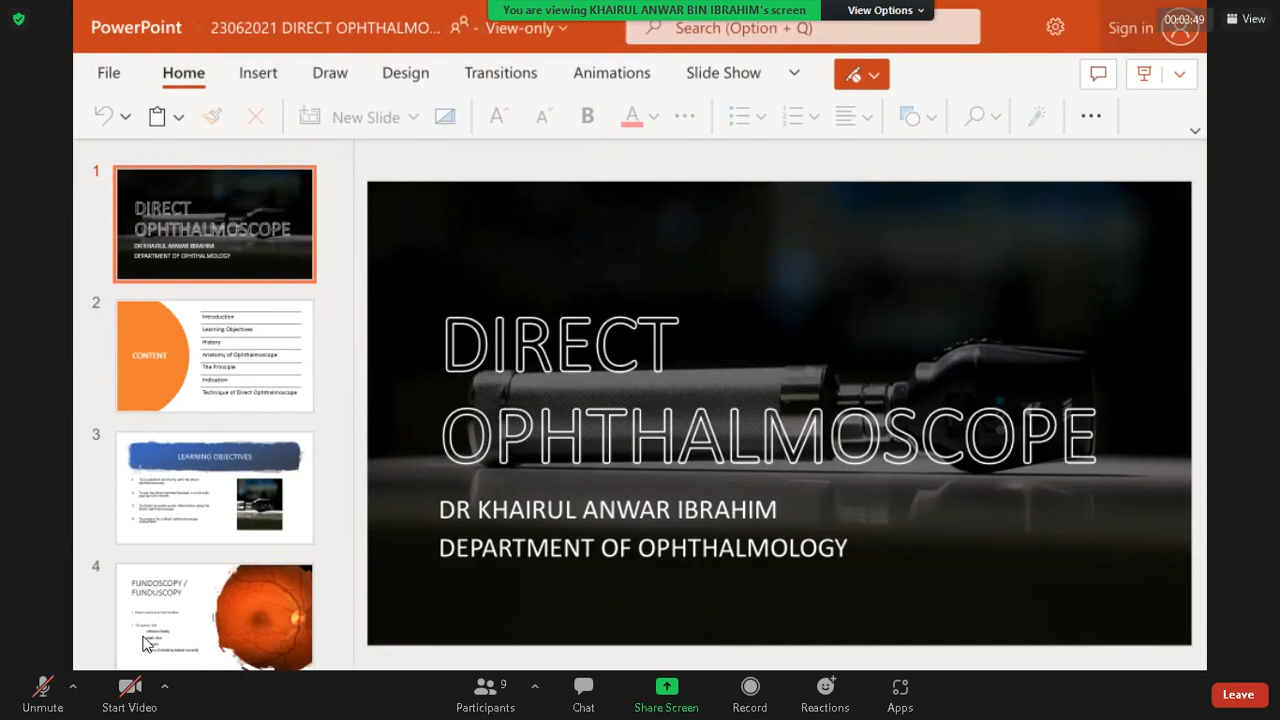 You are viewing KHAIRUL ANWAR BIN IBRAHIM's screen
View Options
00:03:49
View
PowerPoint
23062021 DIRECT OPHTHALMO...
- View-only
Search (Option + Q)
Sign in
File
Home
Insert
Draw
Design
Transitions
Animations
Slide Show
New Slide
A
A
B
A
1
DIRECT
OPHTHALMOSCOPE
DR KHAIRUL ANWAR IBRAHIM
DEPARTMENT OF OPHTHALMOLOGY
2
CONTENT
Introduction
Learning Objectives
History
Anatomy of Ophthalmoscope
The Principle
Indication
Technique of Direct Ophthalmoscope
3
LEARNING OBJECTIVES
4
FUNDOSCOPY /
FUNDUSCOPY
DIRECT
OPHTHALMOSCOPE
DR KHAIRUL ANWAR IBRAHIM
DEPARTMENT OF OPHTHALMOLOGY
Unmute
Start Video
9
Participants
Chat
Share Screen
Record
Reactions
Apps
Leave